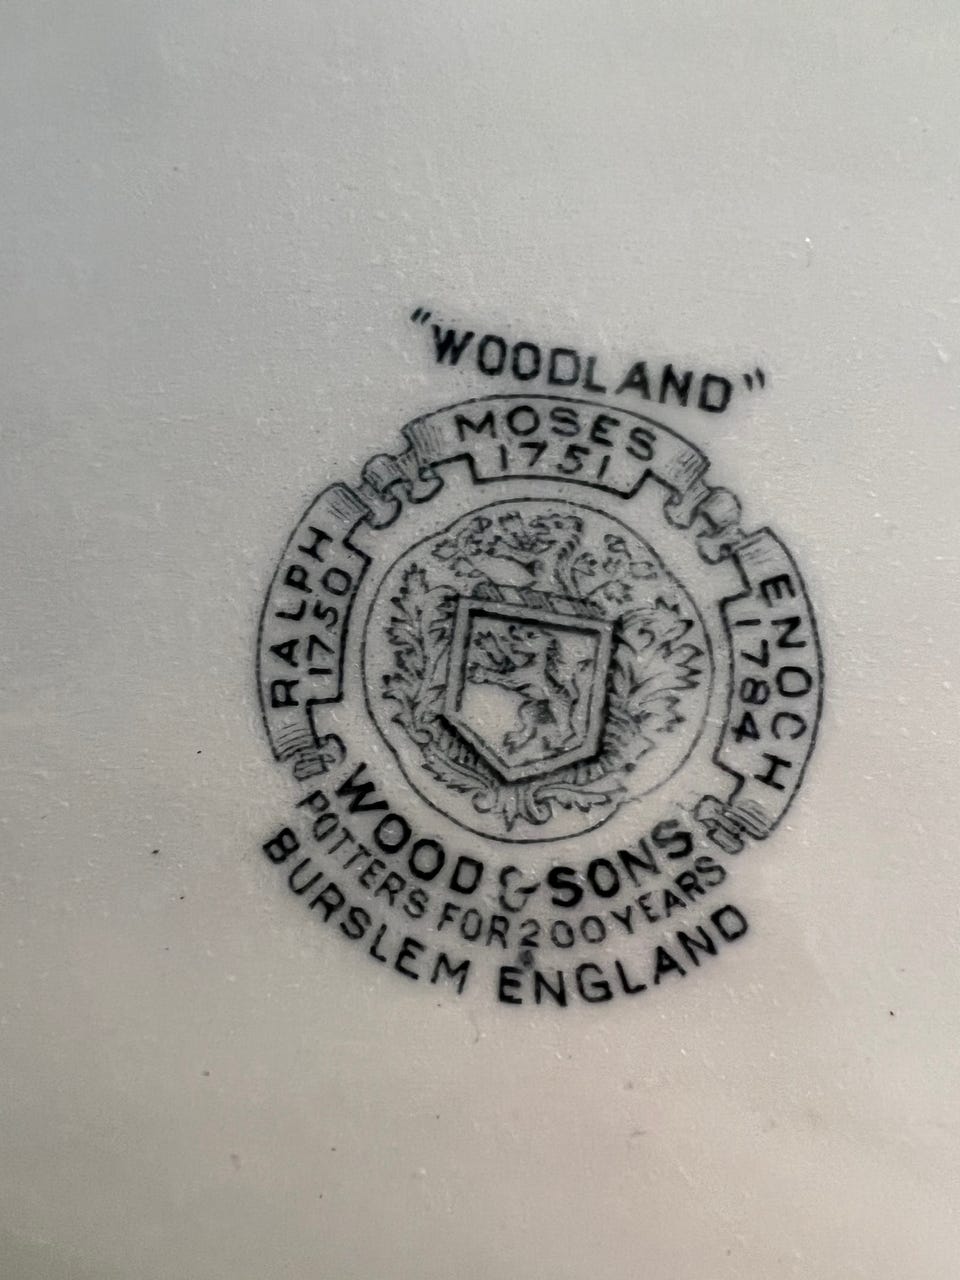 "WOODLAND"
MOSES
1751
RALPH
1750
ENOCH
1784
WOOD & SONS
POTTERS FOR 200 YEARS
BURSLEM ENGLAND